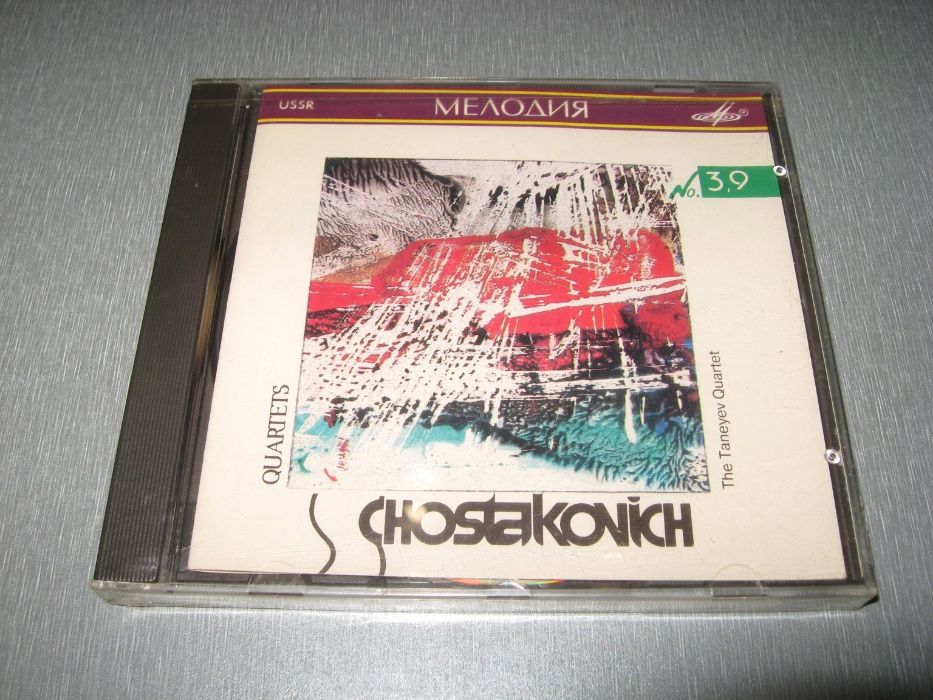 USSR
МЕЛОДИЯ
No. 3,9
QUARTETS
The Taneyev Quartet
CHOSTAKOVICH